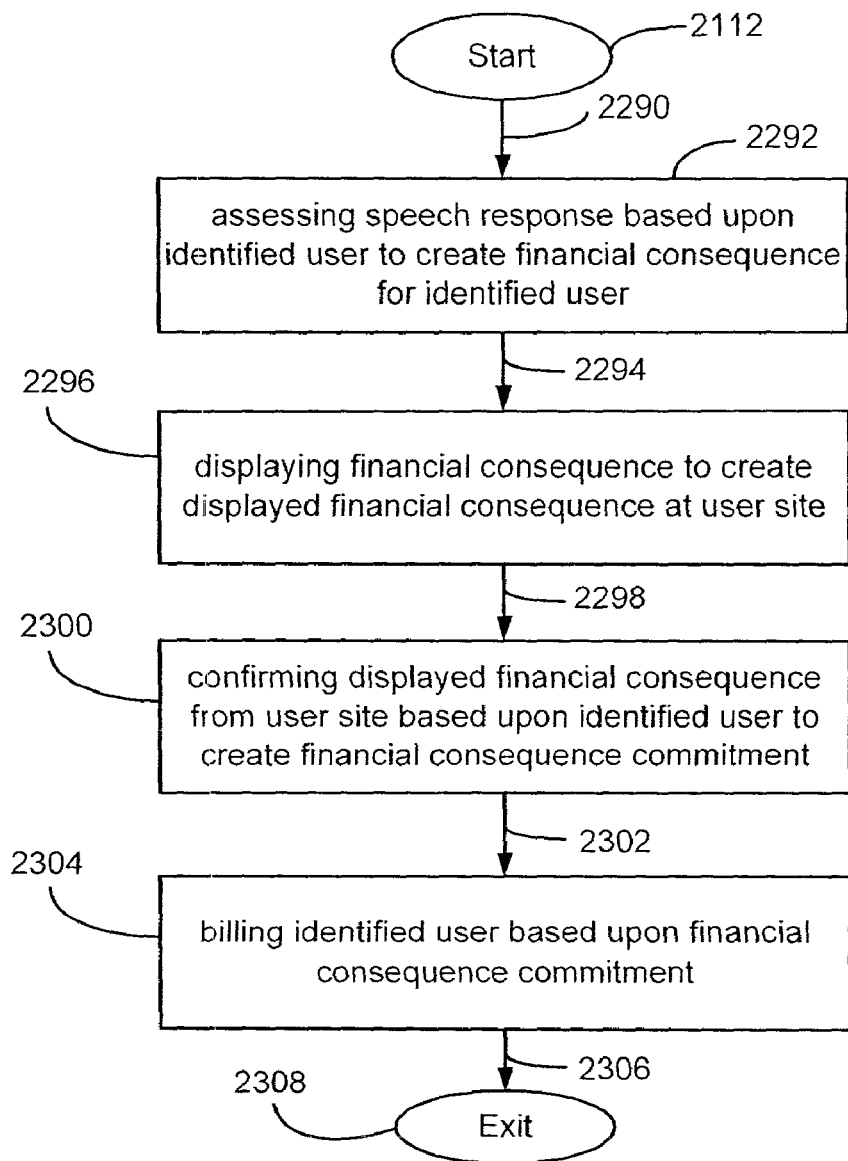 2112
Start
2290
2292
assessing speech response based upon
identified user to create financial consequence
for identified user
2294
2296
displaying financial consequence to create
displayed financial consequence at user site
2298
2300
confirming displayed financial consequence
from user site based upon identified user to
create financial consequence commitment
2302
2304
billing identified user based upon financial
consequence commitment
2306
2308
Exit